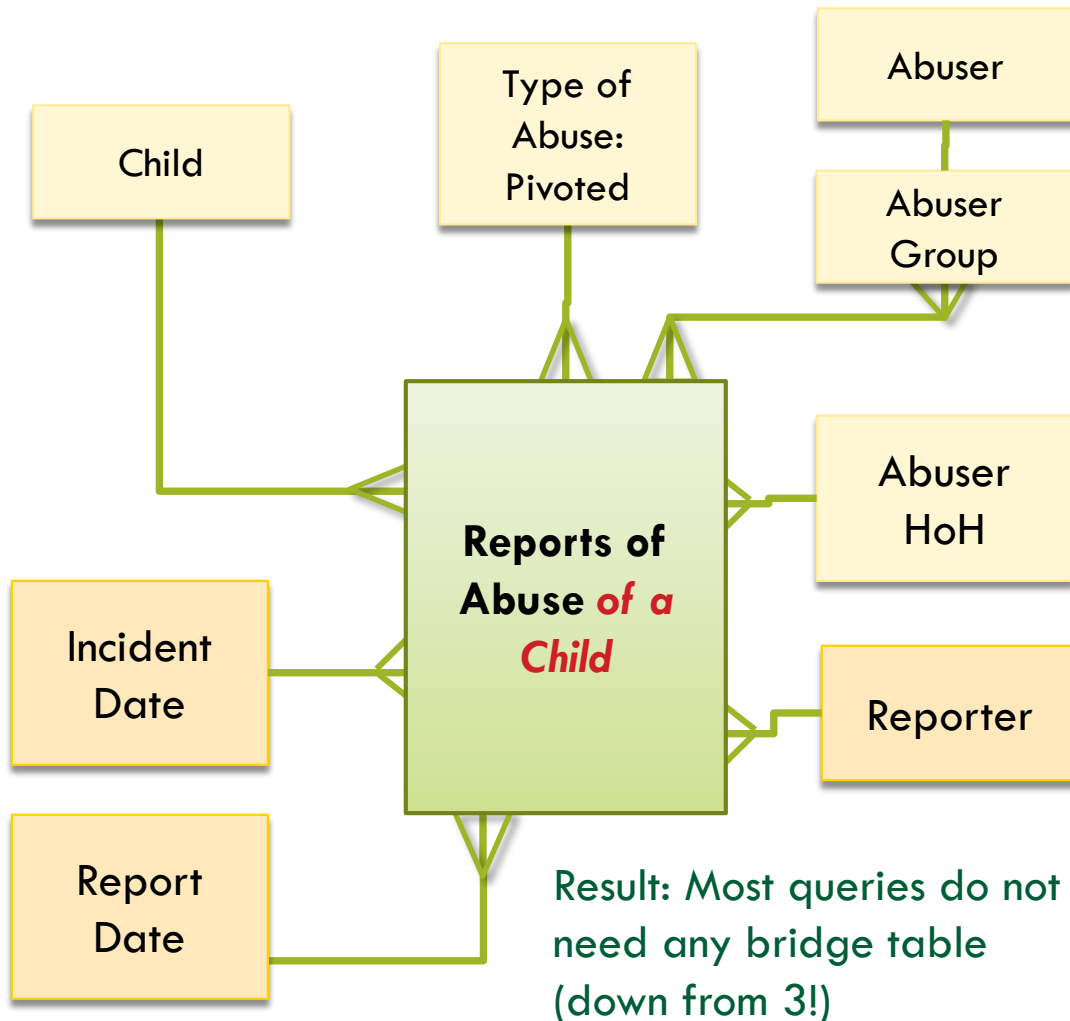 Abuser
Type of
Abuse:
Pivoted
Child
Abuser
Group
Abuser
HoH
Reports of
Abuse of a
Child
Incident
Date
Reporter
Report
Date
Result: Most queries do not
need any bridge table
(down from 3!)